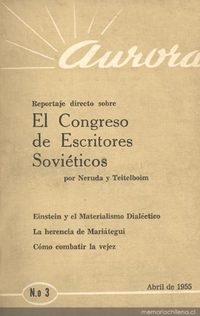 aurora
Reportaje directo sobre
El Congreso
de Escritores
Soviéticos
por Neruda y Teitelboim
Einstein y el Materialismo Dialéctico
La herencia de Mariátegui
Cómo combatir la vejez
N.o 3
Abril de 1955
memoriachilena.cl